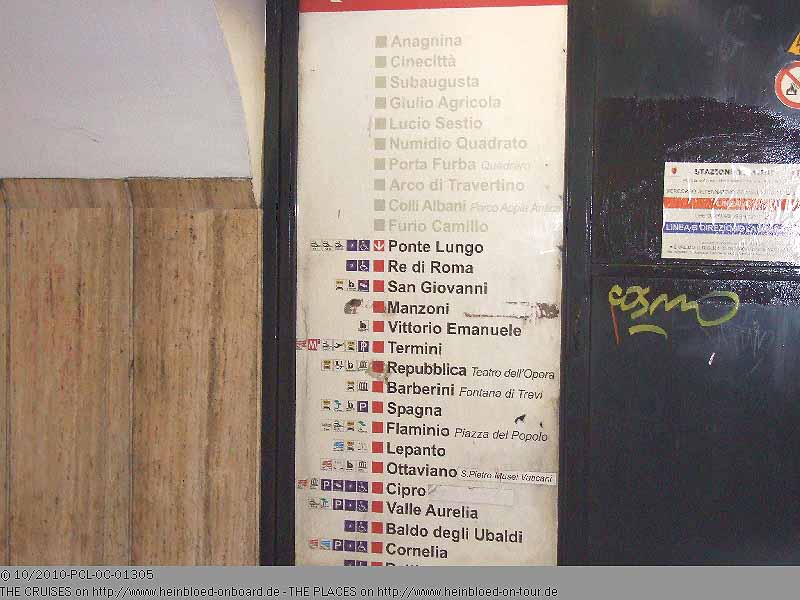 Anagnina
Cinecittà
Subaugusta
Giulio Agricola
Lucio Sestio
Numidio Quadrato
Porta Furba Quadraro
Arco di Travertino
Colli Albani Parco Appia Antica
Furio Camillo
Ponte Lungo
Re di Roma
San Giovanni
Manzoni
Vittorio Emanuele
Termini
Repubblica Teatro dell'Opera
Barberini Fontana di Trevi
Spagna
Flaminio Piazza del Popolo
Lepanto
Ottaviano S.Pietro Musei Vaticani
Cipro
Valle Aurelia
Baldo degli Ubaldi
Cornelia
LINEA B DIREZIONE
cosmo
© 10/2010-PCL-OC-01305
THE CRUISES on http://www.heinbloed-onboard.de - THE PLACES on http://www.heinbloed-on-tour.de